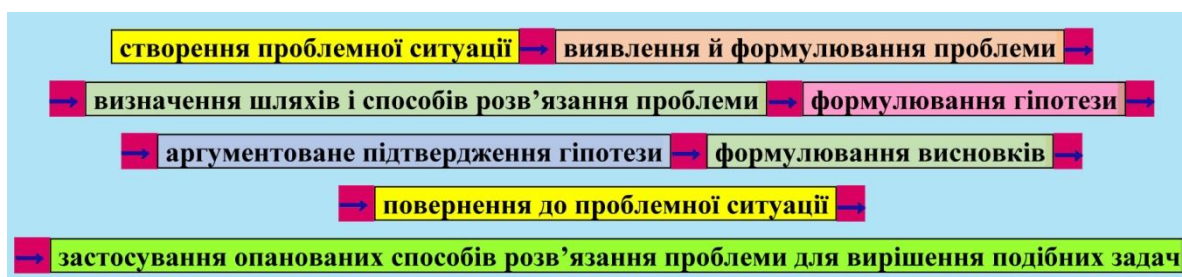 створення проблемної ситуації → виявлення й формулювання проблеми →
→ визначення шляхів і способів розв’язання проблеми → формулювання гіпотези →
→ аргументоване підтвердження гіпотези → формулювання висновків →
→ повернення до проблемної ситуації →
→ застосування опанованих способів розв’язання проблеми для вирішення подібних задач